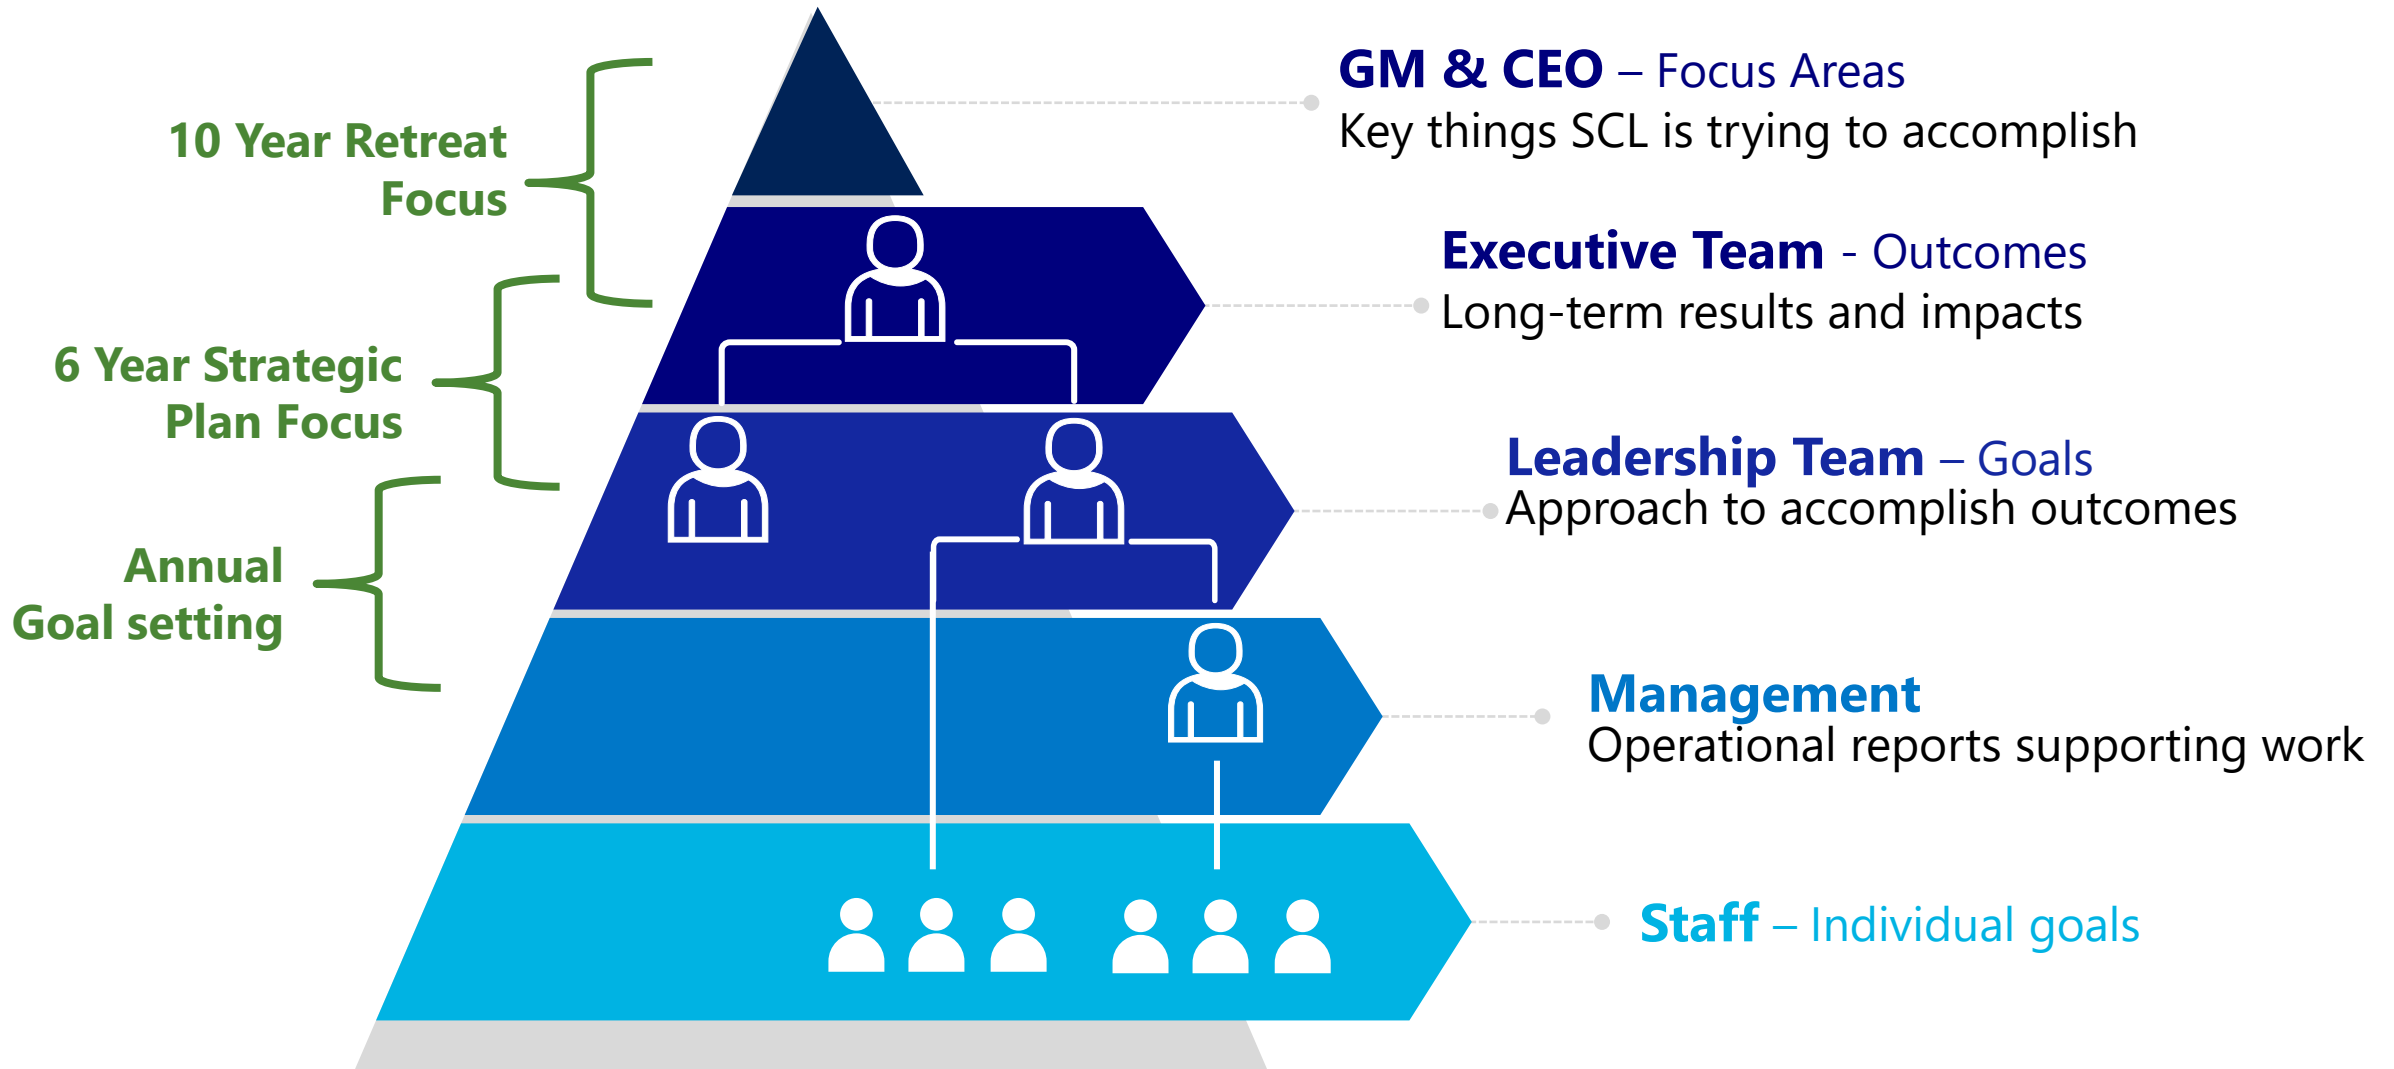 10 Year Retreat
Focus
6 Year Strategic
Plan Focus
Annual
Goal setting
GM & CEO – Focus Areas
Key things SCL is trying to accomplish
Executive Team - Outcomes
Long-term results and impacts
Leadership Team – Goals
Approach to accomplish outcomes
Management
Operational reports supporting work
Staff – Individual goals